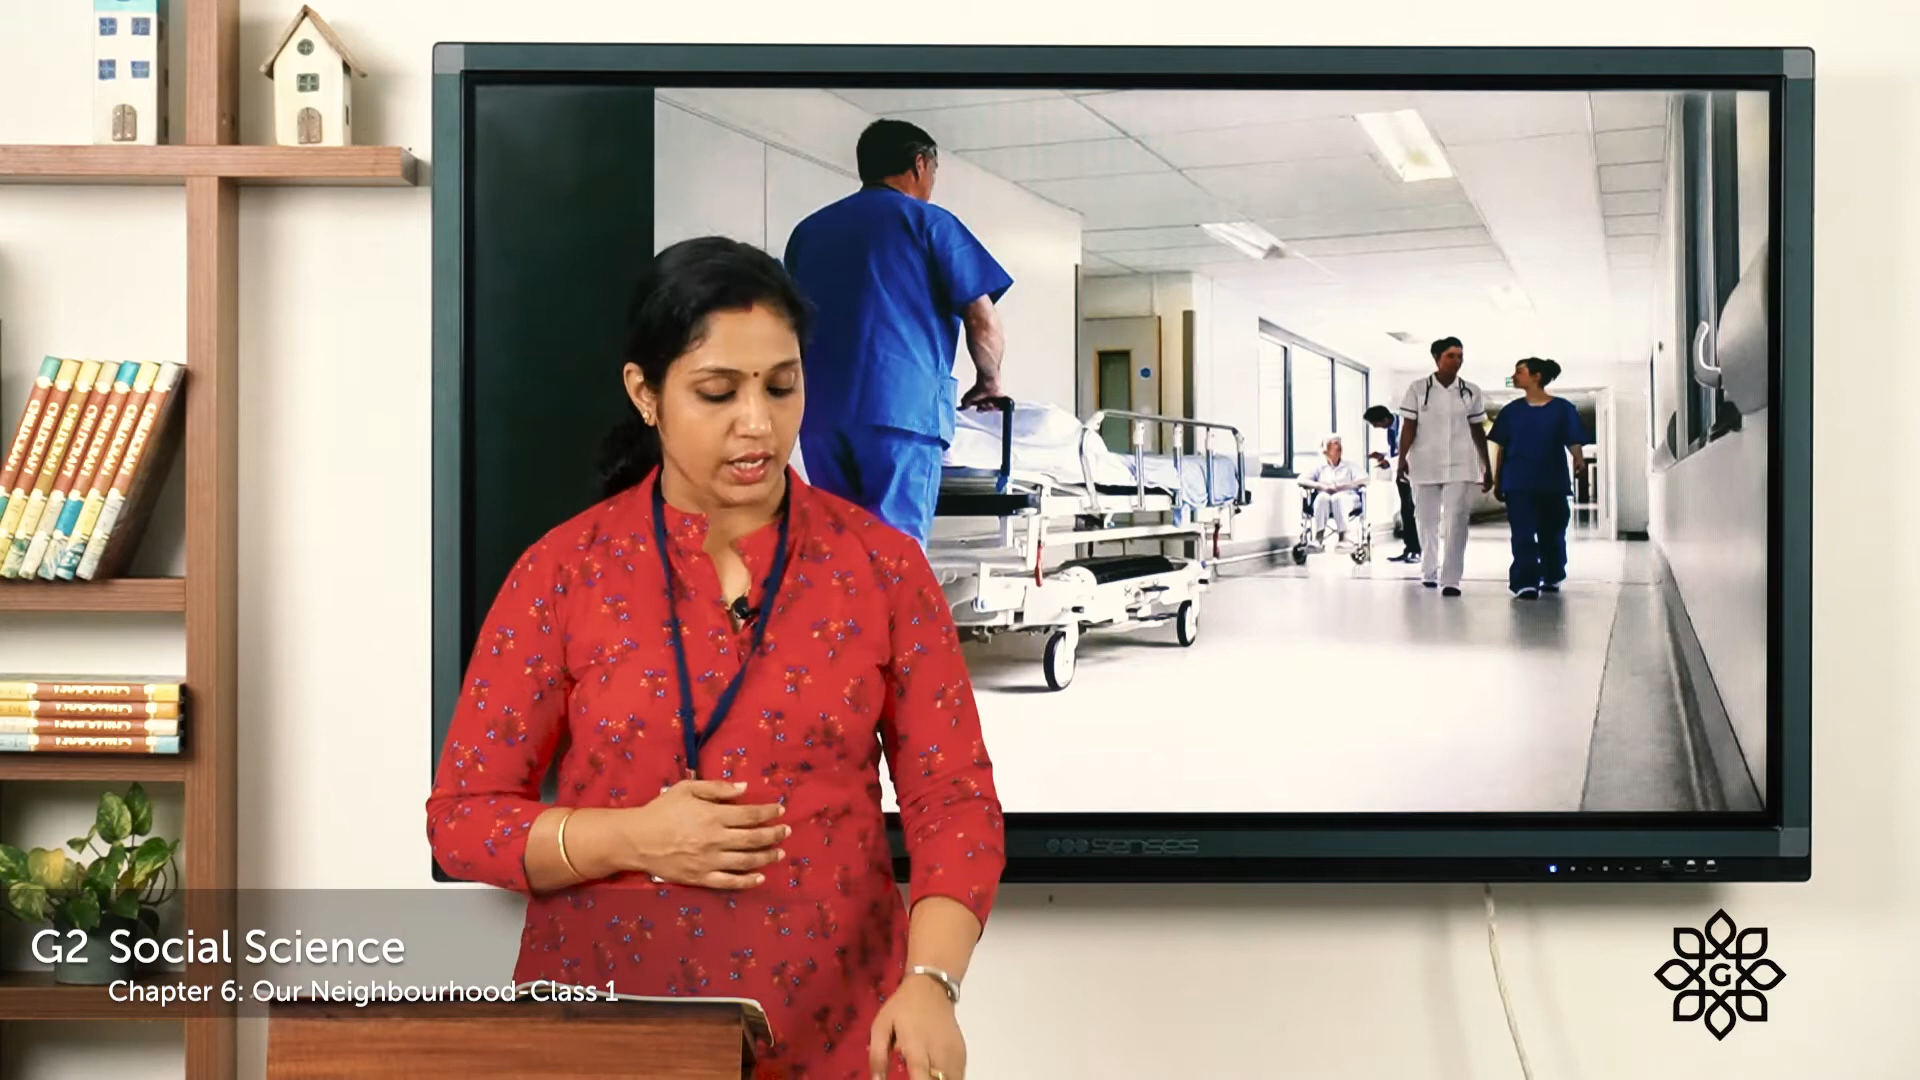 senses
G2 Social Science
Chapter 6: Our Neighbourhood-Class 1
G